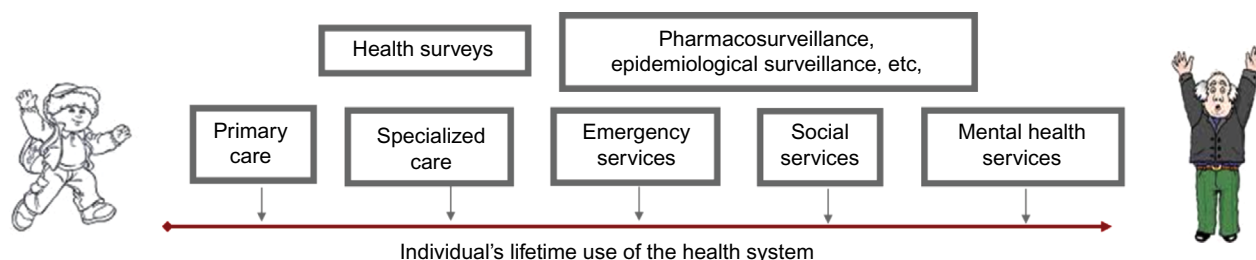 Health surveys
Pharmacosurveillance,
epidemiological surveillance, etc,
Primary
care
Specialized
care
Emergency
services
Social
services
Mental health
services
Individual’s lifetime use of the health system